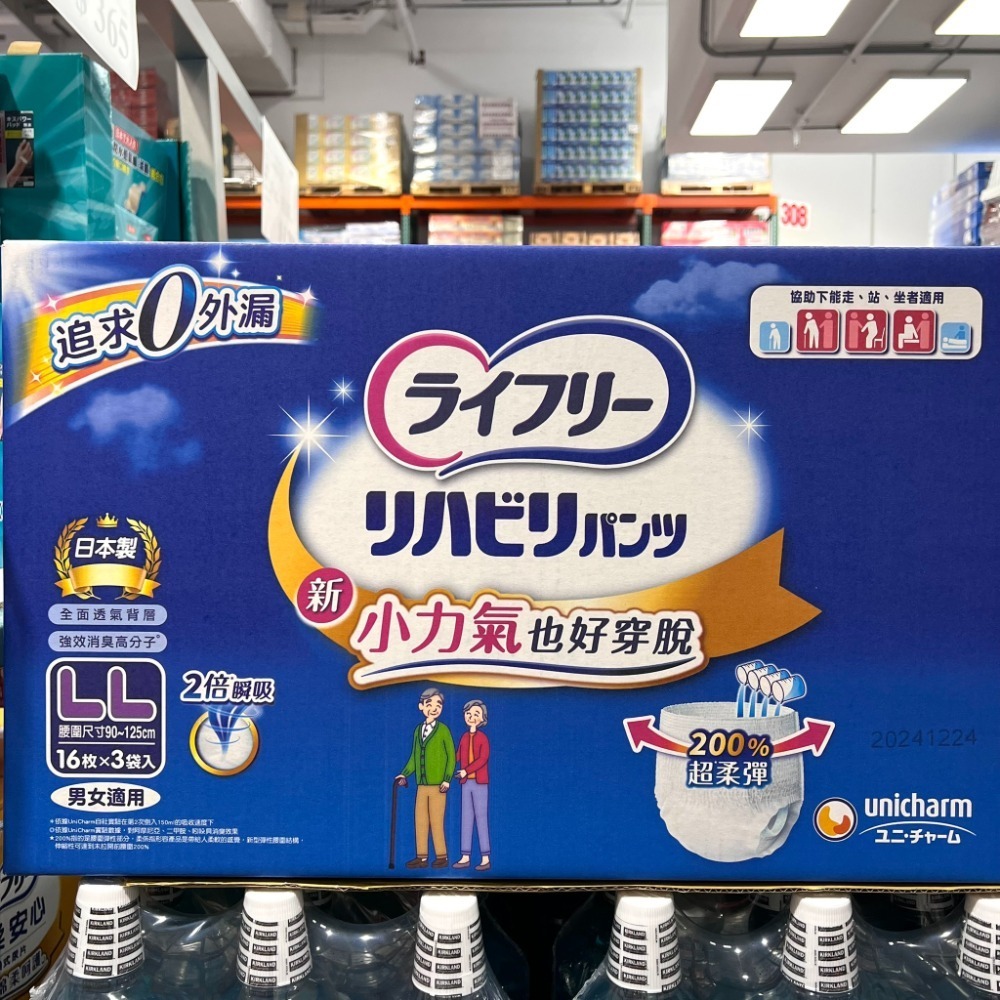 365
308
追求0外漏
協助下能走、站、坐者適用
ライフリー
リハビリパンツ
新
小力氣也好穿脫
日本製
全面透氣背層
強效消臭高分子
LL
腰圍尺寸90~125cm
16枚×3袋入
男女適用
2倍瞬吸
200%
超柔彈
20241224
unicharm
ユニ・チャーム
KIRKLAND